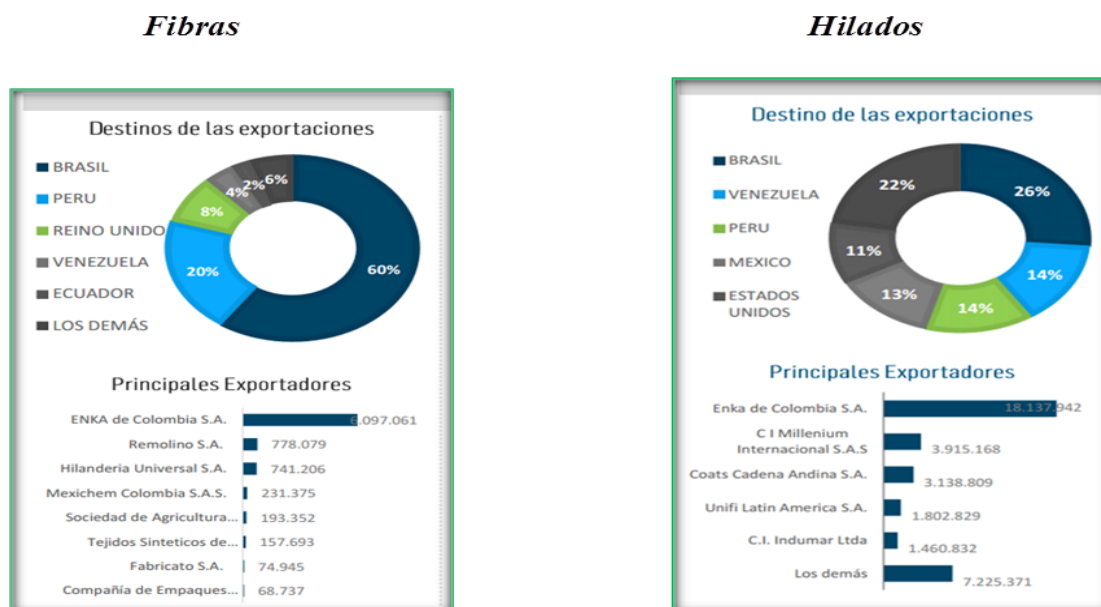 Fibras
Destinos de las exportaciones
BRASIL
PERU
REINO UNIDO
VENEZUELA
ECUADOR
LOS DEMÁS
60%
20%
8%
4%
2%
6%
Principales Exportadores
ENKA de Colombia S.A. 6.097.061
Remolino S.A. 778.079
Hilanderia Universal S.A. 741.206
Mexichem Colombia S.A.S. 231.375
Sociedad de Agricultura... 193.352
Tejidos Sinteticos de... 157.693
Fabricato S.A. 74.945
Compañía de Empaques... 68.737
Hilados
Destino de las exportaciones
BRASIL
VENEZUELA
PERU
MEXICO
ESTADOS
UNIDOS
26%
14%
14%
13%
11%
22%
Principales Exportadores
Enka de Colombia S.A. 18.137.942
C I Millenium
Internacional S.A.S 3.915.168
Coats Cadena Andina S.A. 3.138.809
Unifi Latin America S.A. 1.802.829
C.I. Indumar Ltda 1.460.832
Los demás 7.225.371